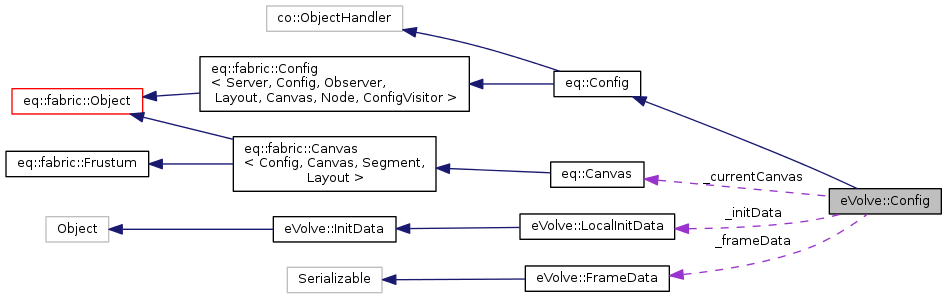 co::ObjectHandler
eq::fabric::Config
< Server, Config, Observer,
Layout, Canvas, Node, ConfigVisitor >
eq::Config
eq::fabric::Object
eq::fabric::Canvas
< Config, Canvas, Segment,
Layout >
eq::fabric::Frustum
eq::Canvas
_currentCanvas
eVolve::Config
_initData
Object
eVolve::InitData
eVolve::LocalInitData
_frameData
Serializable
eVolve::FrameData